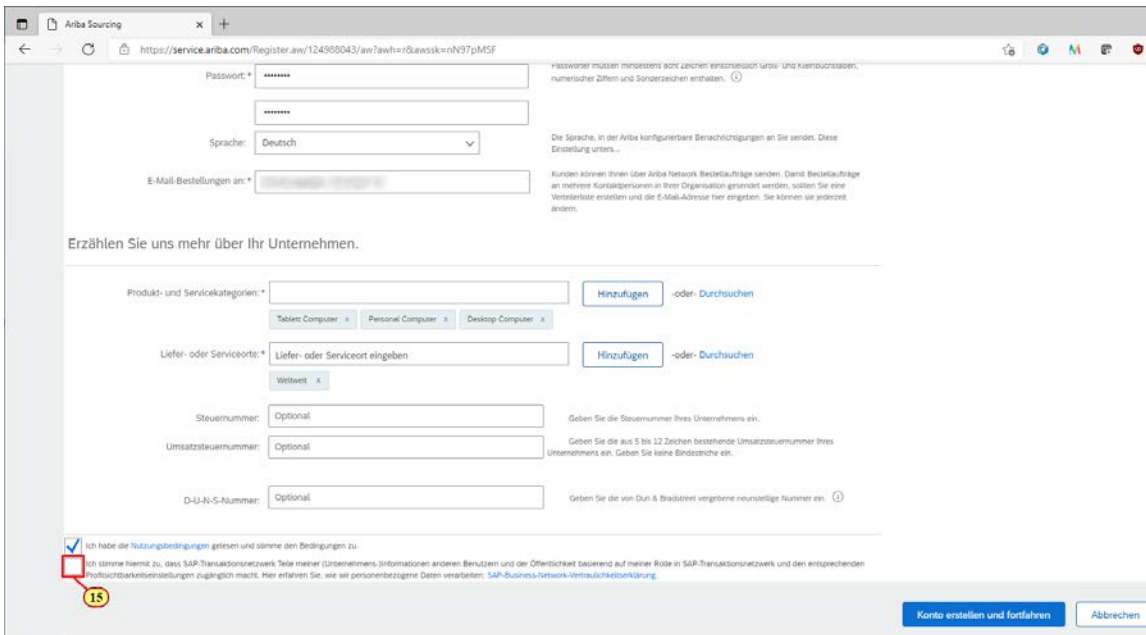 Ariba Sourcing
https://service.ariba.com/Register.aw/124988043/aw?awh=r&awssk=nN97pM5F
Passwort:*
Passwörter müssen mindestens acht Zeichen einschließlich Groß- und Kleinbuchstaben,
numerischer Ziffern und Sonderzeichen enthalten.
Sprache:
Deutsch
Die Sprache, in der Ariba konfigurierbare Benachrichtigungen an Sie sendet. Diese
Einstellung unters...
E-Mail-Bestellungen an:*
Kunden können Ihnen über Ariba Network Bestellaufträge senden. Damit Bestellaufträge
an mehrere Kontaktpersonen in Ihrer Organisation gesendet werden, sollten Sie eine
Verteilerliste erstellen und die E-Mail-Adresse hier eingeben. Sie können sie jederzeit
ändern.
Erzählen Sie uns mehr über Ihr Unternehmen.
Produkt- und Servicekategorien:*
Hinzufügen -oder- Durchsuchen
Tablett Computer x Personal Computer x Desktop Computer x
Liefer- oder Serviceorte:* Liefer- oder Serviceort eingeben Hinzufügen -oder- Durchsuchen
Weltweit x
Steuernummer: Optional Geben Sie die Steuernummer Ihres Unternehmens ein.
Umsatzsteuernummer: Optional Geben Sie die aus 5 bis 12 Zeichen bestehende Umsatzsteuernummer Ihres
Unternehmens ein. Geben Sie keine Bindestriche ein.
D-U-N-S-Nummer: Optional Geben Sie die von Dun & Bradstreet vergebene neunstellige Nummer ein.
Ich habe die Nutzungsbedingungen gelesen und stimme den Bedingungen zu.
Ich stimme hiermit zu, dass SAP-Transaktionsnetzwerk Teile meiner (Unternehmens-)Informationen anderen Benutzern und der Öffentlichkeit basierend auf meiner Rolle in SAP-Transaktionsnetzwerk und den entsprechenden
Profilsichtbarkeitseinstellungen zugänglich macht. Hier erfahren Sie, wie wir personenbezogene Daten verarbeiten: SAP-Business-Network-Vertraulichkeitserklärung.
15
Konto erstellen und fortfahren Abbrechen